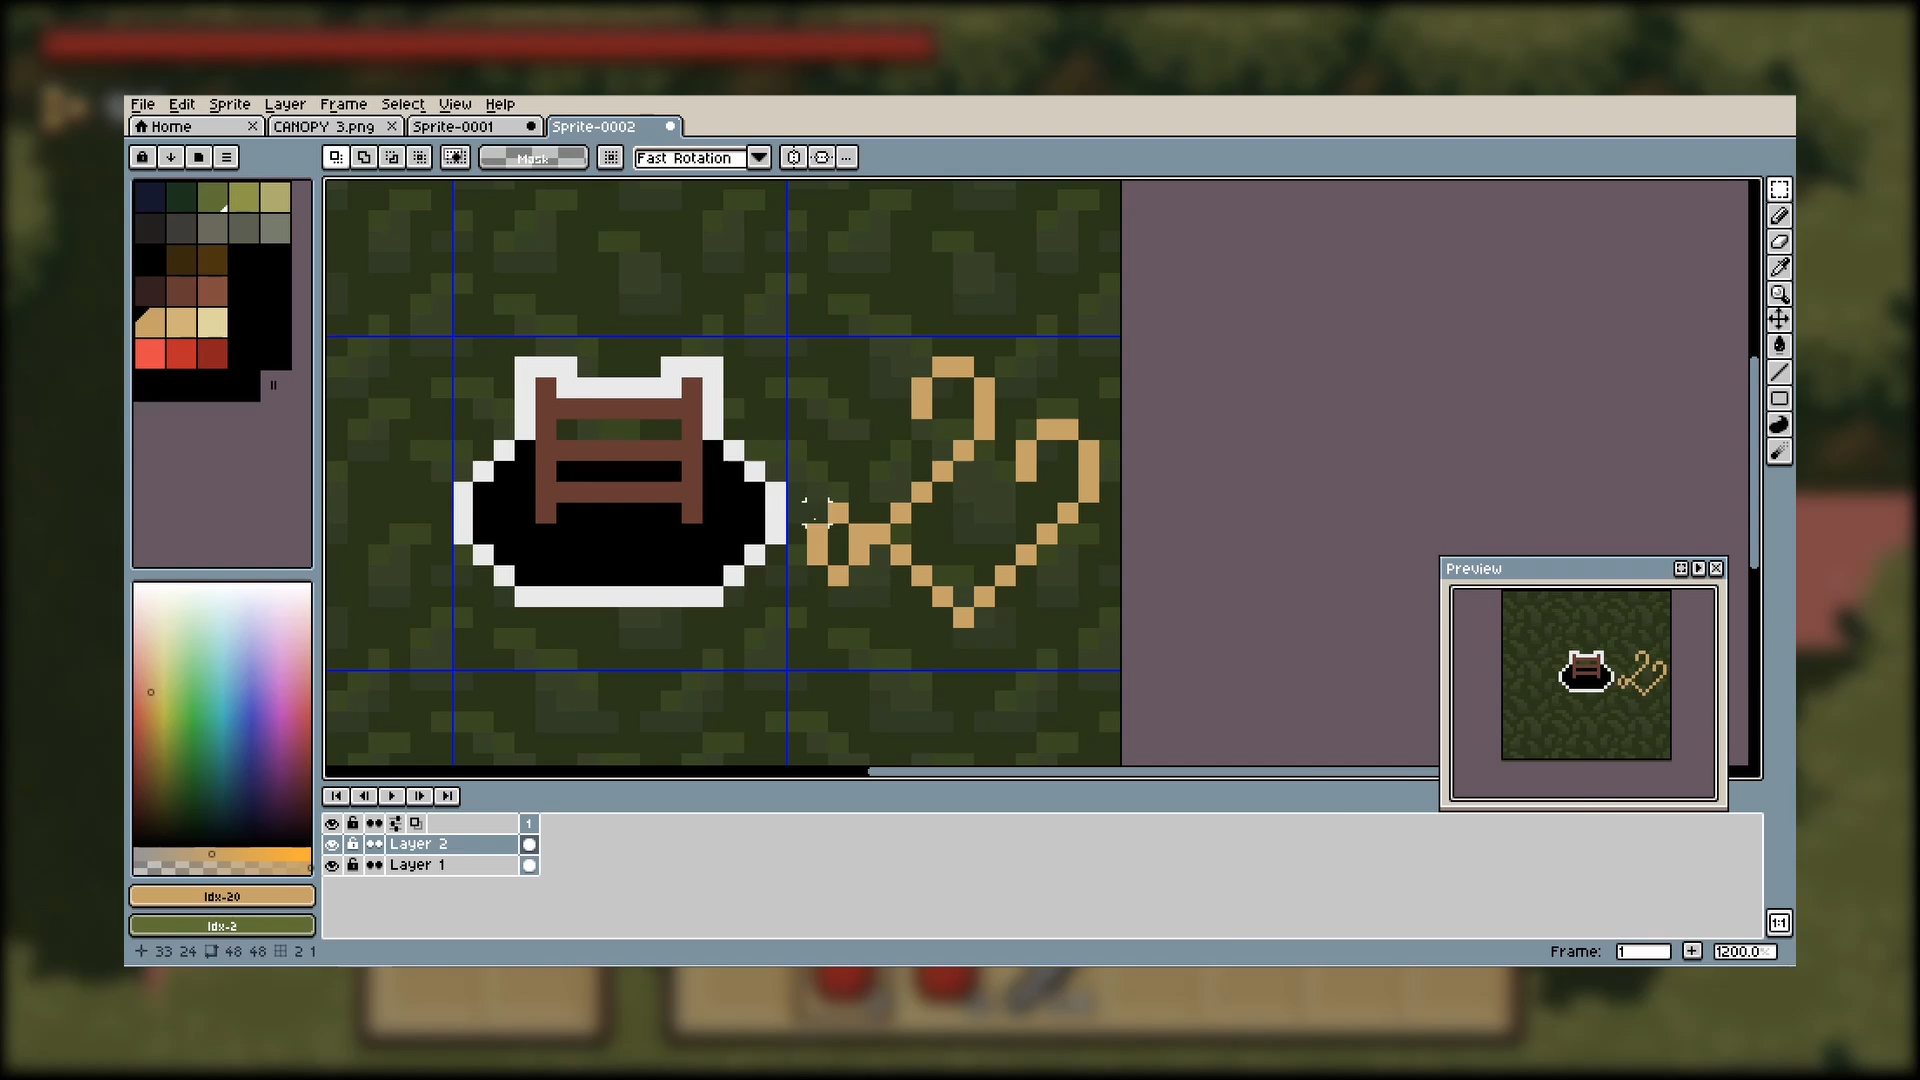 File Edit Sprite Layer Frame Select View Help
Home CANOPY 3.png Sprite-0001 Sprite-0002
Mask Fast Rotation
Preview
1
Layer 2
Layer 1
Idx-20
Idx-2
33 24 48 48 2 1 Frame: 1 1200.0
1:1